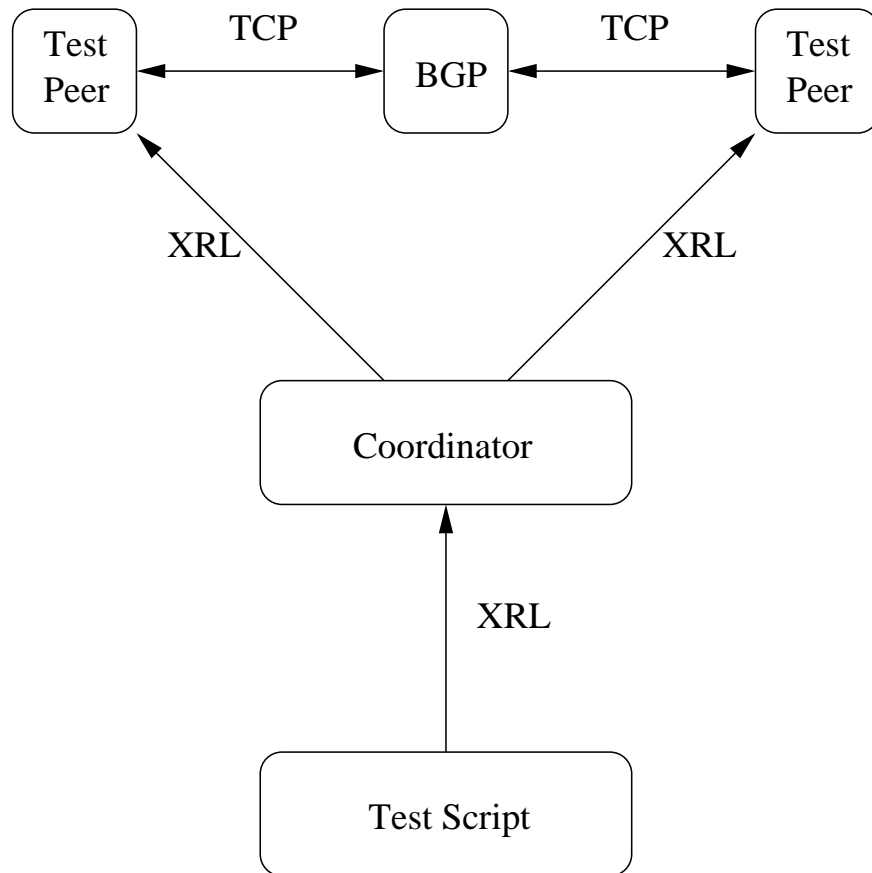 TCP
TCP
Test
Peer
BGP
Test
Peer
XRL
XRL
Coordinator
XRL
Test Script